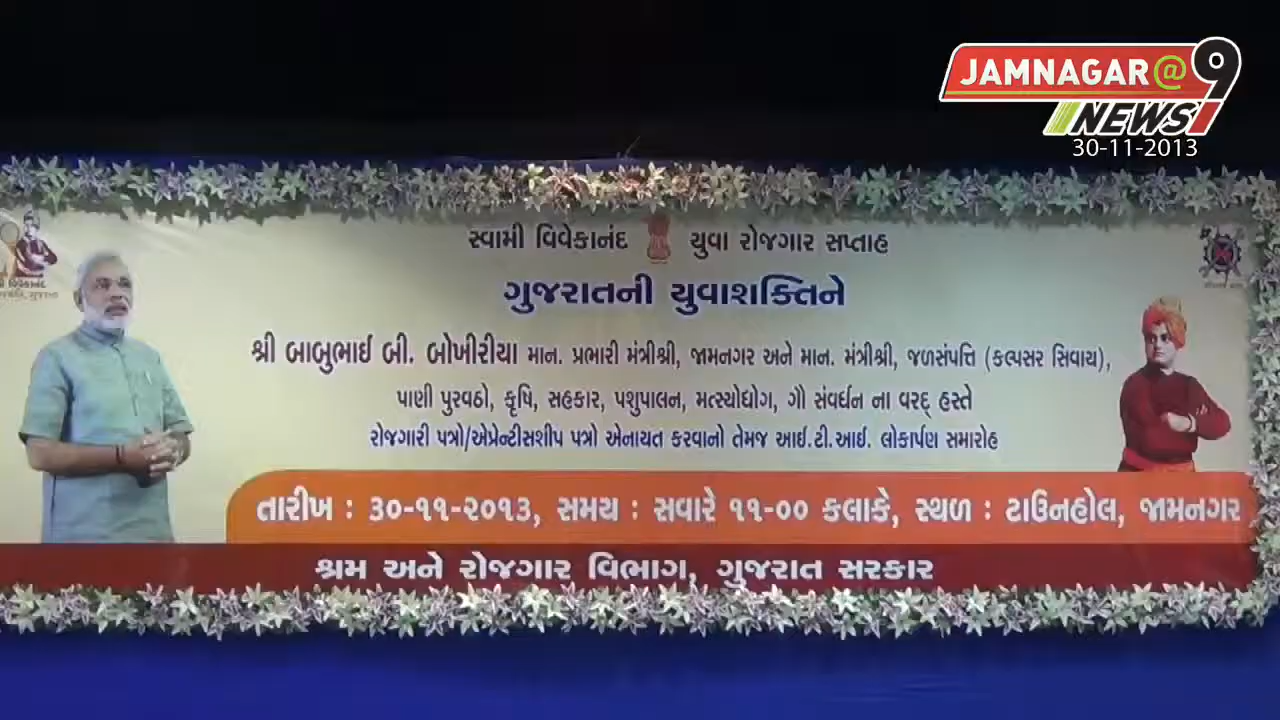 JAMNAGAR@9
NEWS
30-11-2013
સ્વામી વિવેકાનંદ યુવા રોજગાર સપ્તાહ
ગુજરાતની યુવાશક્તિને
શ્રી બાબુભાઈ બી. બોખીરીયા માન. પ્રભારી મંત્રીશ્રી, જામનગર અને માન. મંત્રીશ્રી, જળસંપત્તિ (કલ્પસર સિવાય),
પાણી પુરવઠો, કૃષિ, સહકાર, પશુપાલન, મત્સ્યોદ્યોગ, ગૌ સંવર્ધન ના વરદ્ હસ્તે
રોજગારી પત્રો/એપ્રેન્ટીસશીપ પત્રો એનાયત કરવાનો તેમજ આઈ.ટી.આઈ. લોકાર્પણ સમારોહ
તારીખ : ૩૦-૧૧-૨૦૧૩, સમય : સવારે ૧૧-૦૦ કલાકે, સ્થળ : ટાઉનહોલ, જામનગર
શ્રમ અને રોજગાર વિભાગ, ગુજરાત સરકાર